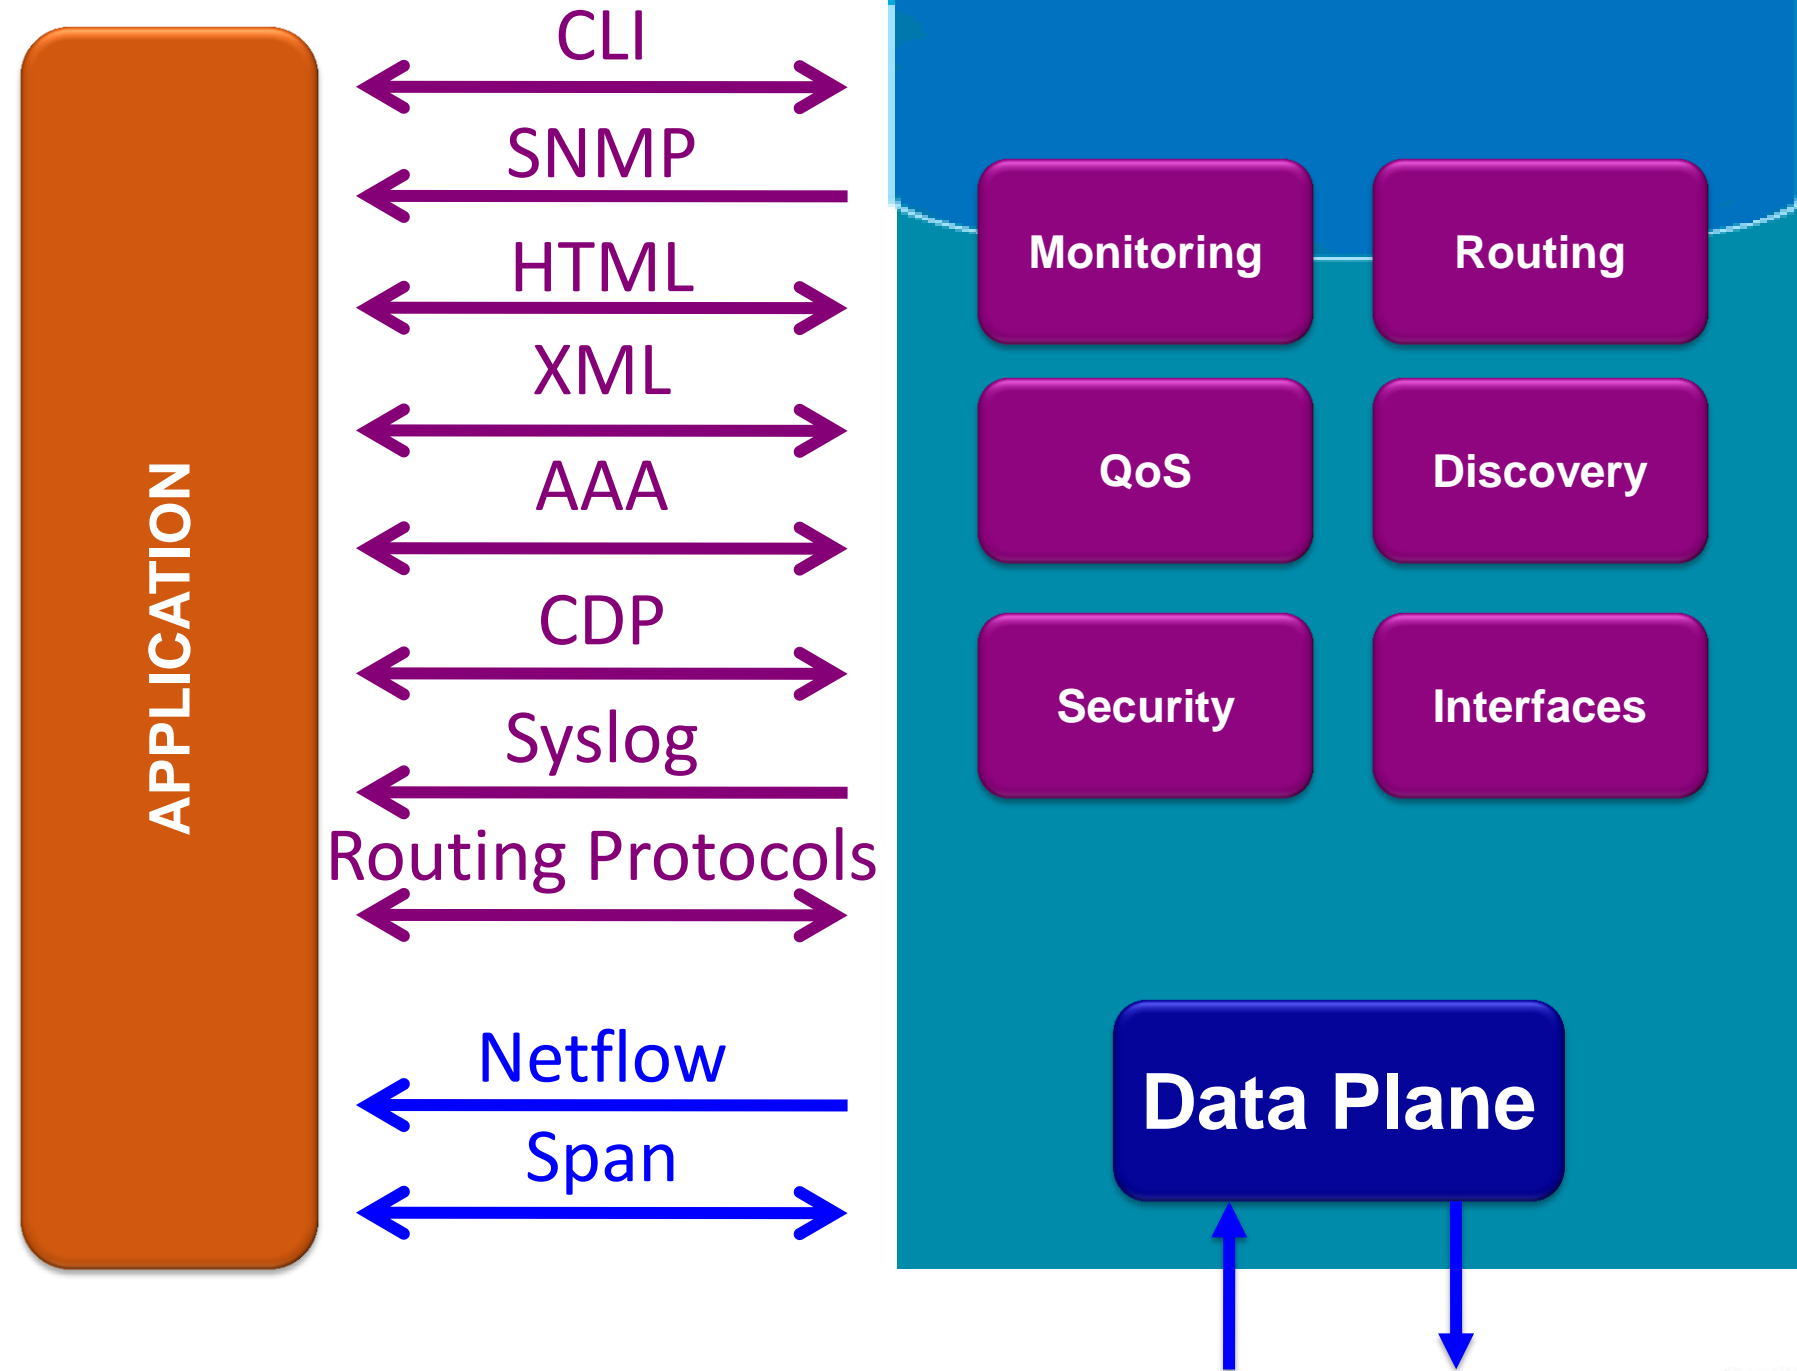 APPLICATION
CLI
SNMP
HTML
XML
AAA
CDP
Syslog
Routing Protocols
Netflow
Span
Monitoring
Routing
QoS
Discovery
Security
Interfaces
Data Plane